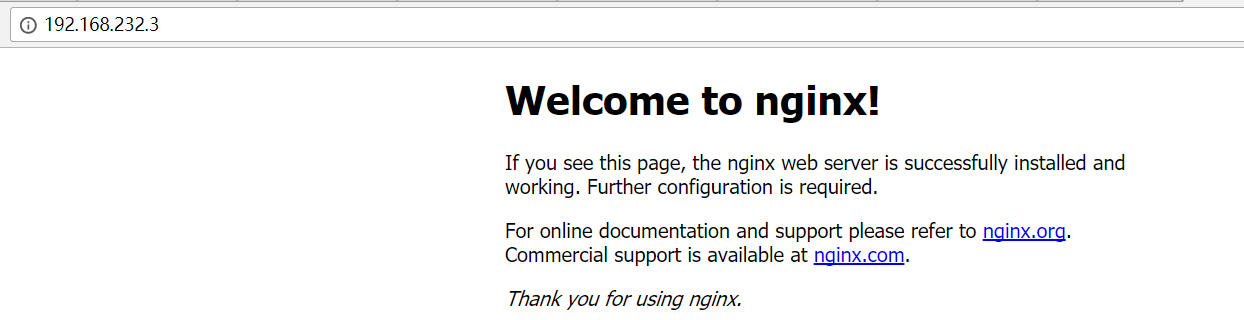 192.168.232.3
Welcome to nginx!
If you see this page, the nginx web server is successfully installed and
working. Further configuration is required.
For online documentation and support please refer to nginx.org.
Commercial support is available at nginx.com.
Thank you for using nginx.